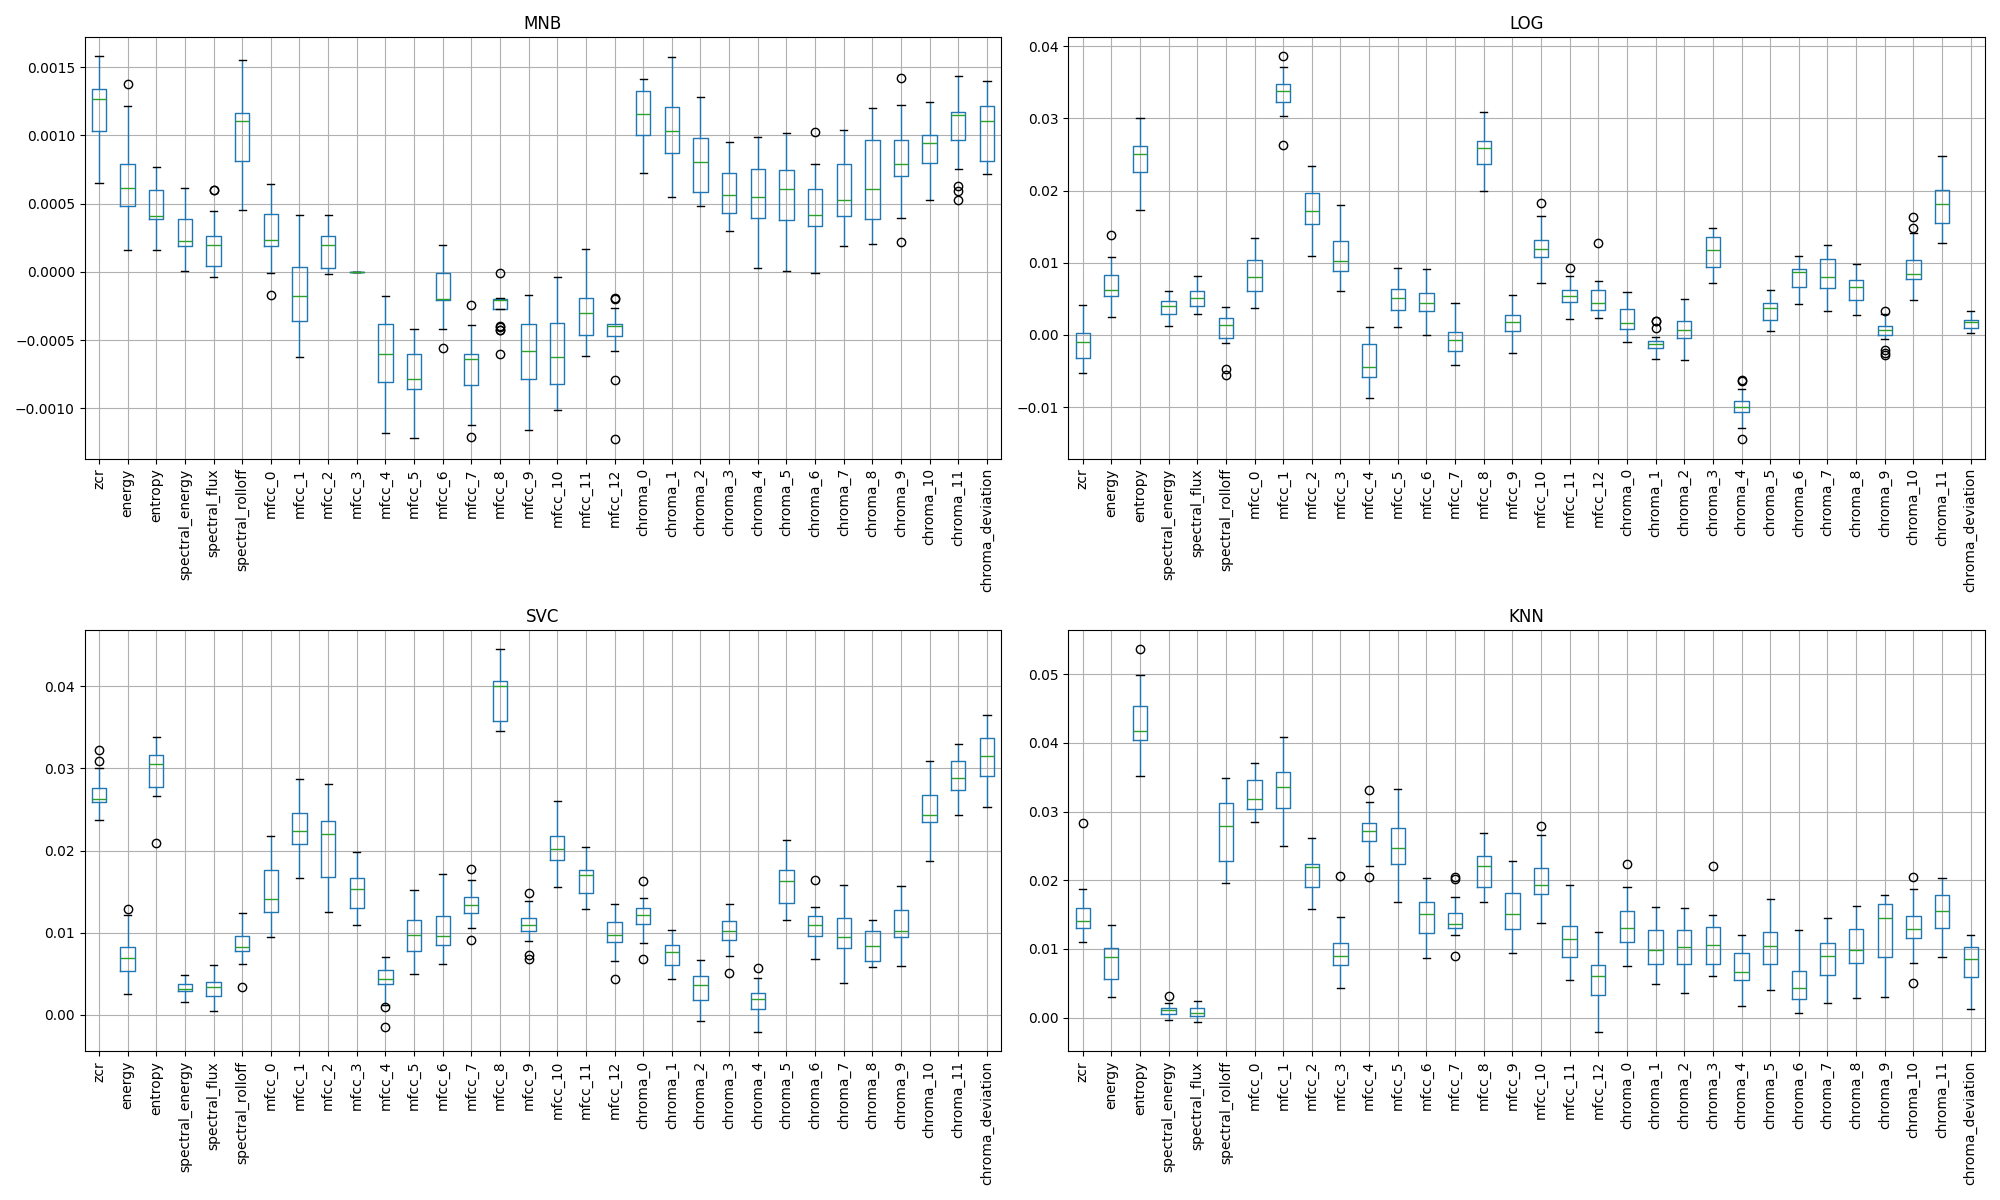 MNB
0.0015
0.0010
0.0005
0.0000
−0.0005
−0.0010
zcr
energy
entropy
spectral_energy
spectral_flux
spectral_rolloff
mfcc_0
mfcc_1
mfcc_2
mfcc_3
mfcc_4
mfcc_5
mfcc_6
mfcc_7
mfcc_8
mfcc_9
mfcc_10
mfcc_11
mfcc_12
chroma_0
chroma_1
chroma_2
chroma_3
chroma_4
chroma_5
chroma_6
chroma_7
chroma_8
chroma_9
chroma_10
chroma_11
chroma_deviation
LOG
0.04
0.03
0.02
0.01
0.00
−0.01
zcr
energy
entropy
spectral_energy
spectral_flux
spectral_rolloff
mfcc_0
mfcc_1
mfcc_2
mfcc_3
mfcc_4
mfcc_5
mfcc_6
mfcc_7
mfcc_8
mfcc_9
mfcc_10
mfcc_11
mfcc_12
chroma_0
chroma_1
chroma_2
chroma_3
chroma_4
chroma_5
chroma_6
chroma_7
chroma_8
chroma_9
chroma_10
chroma_11
chroma_deviation
SVC
0.04
0.03
0.02
0.01
0.00
zcr
energy
entropy
spectral_energy
spectral_flux
spectral_rolloff
mfcc_0
mfcc_1
mfcc_2
mfcc_3
mfcc_4
mfcc_5
mfcc_6
mfcc_7
mfcc_8
mfcc_9
mfcc_10
mfcc_11
mfcc_12
chroma_0
chroma_1
chroma_2
chroma_3
chroma_4
chroma_5
chroma_6
chroma_7
chroma_8
chroma_9
chroma_10
chroma_11
chroma_deviation
KNN
0.05
0.04
0.03
0.02
0.01
0.00
zcr
energy
entropy
spectral_energy
spectral_flux
spectral_rolloff
mfcc_0
mfcc_1
mfcc_2
mfcc_3
mfcc_4
mfcc_5
mfcc_6
mfcc_7
mfcc_8
mfcc_9
mfcc_10
mfcc_11
mfcc_12
chroma_0
chroma_1
chroma_2
chroma_3
chroma_4
chroma_5
chroma_6
chroma_7
chroma_8
chroma_9
chroma_10
chroma_11
chroma_deviation